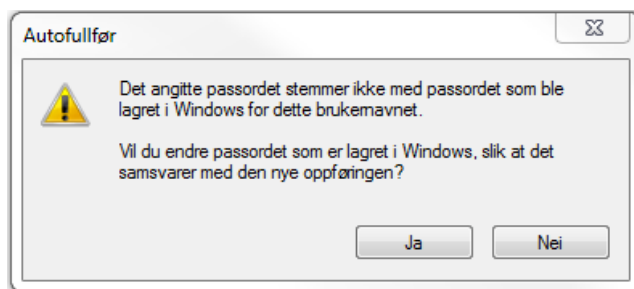 Autofullfør
Det angitte passordet stemmer ikke med passordet som ble
lagret i Windows for dette brukernavnet.
Vil du endre passordet som er lagret i Windows, slik at det
samsvarer med den nye oppføringen?
Ja
Nei